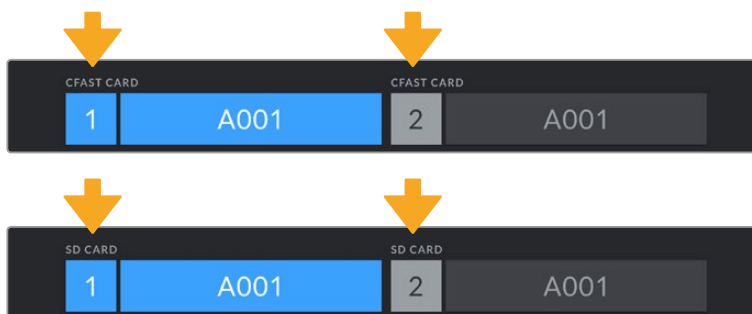 CFAST CARD CFAST CARD
1 A001 2 A001
SD CARD SD CARD
1 A001 2 A001